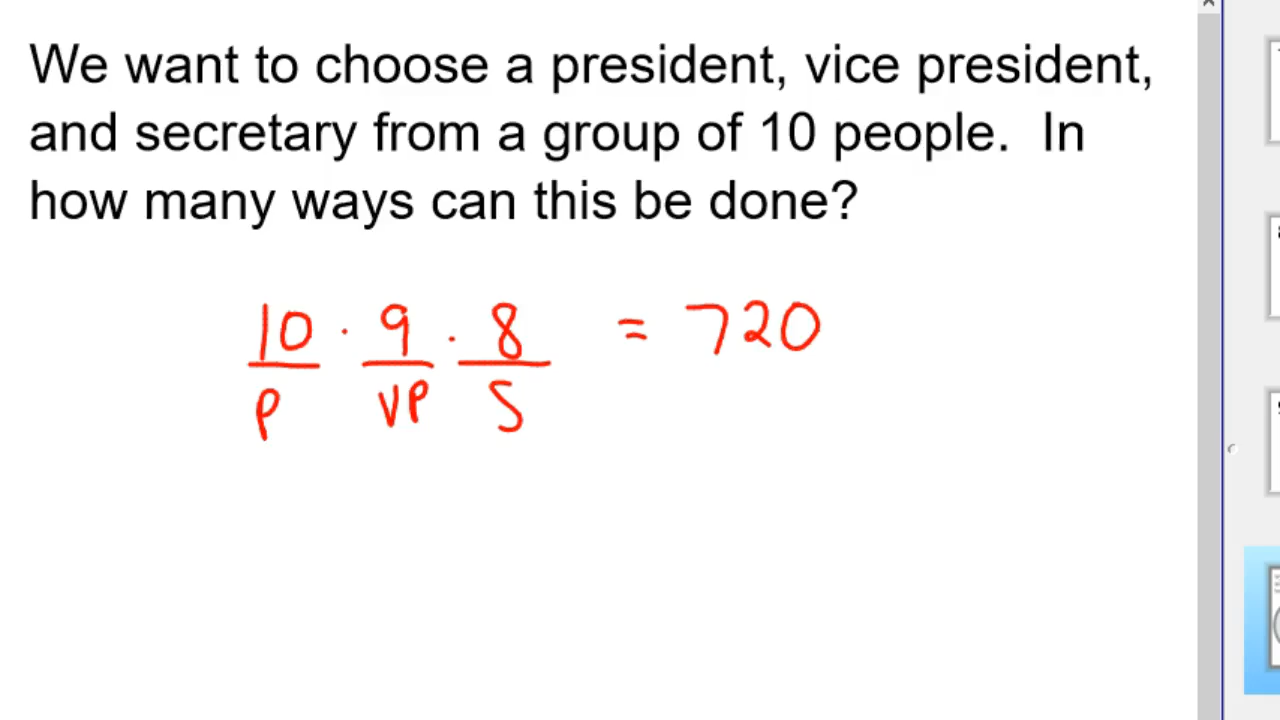 We want to choose a president, vice president,
and secretary from a group of 10 people. In
how many ways can this be done?
10 · 9 · 8 = 720
P VP S